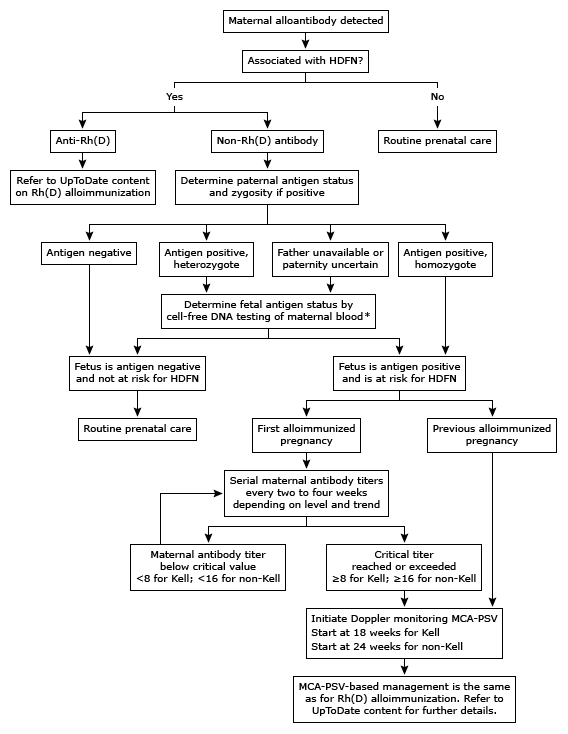 Maternal alloantibody detected
Associated with HDFN?
Yes
No
Anti-Rh(D)
Non-Rh(D) antibody
Routine prenatal care
Refer to UpToDate content
on Rh(D) alloimmunization
Determine paternal antigen status
and zygosity if positive
Antigen negative
Antigen positive,
heterozygote
Father unavailable or
paternity uncertain
Antigen positive,
homozygote
Determine fetal antigen status by
cell-free DNA testing of maternal blood*
Fetus is antigen negative
and not at risk for HDFN
Fetus is antigen positive
and is at risk for HDFN
Routine prenatal care
First alloimmunized
pregnancy
Previous alloimmunized
pregnancy
Serial maternal antibody titers
every two to four weeks
depending on level and trend
Maternal antibody titer
below critical value
<8 for Kell; <16 for non-Kell
Critical titer
reached or exceeded
≥8 for Kell; ≥16 for non-Kell
Initiate Doppler monitoring MCA-PSV
Start at 18 weeks for Kell
Start at 24 weeks for non-Kell
MCA-PSV-based management is the same
as for Rh(D) alloimmunization. Refer to
UpToDate content for further details.